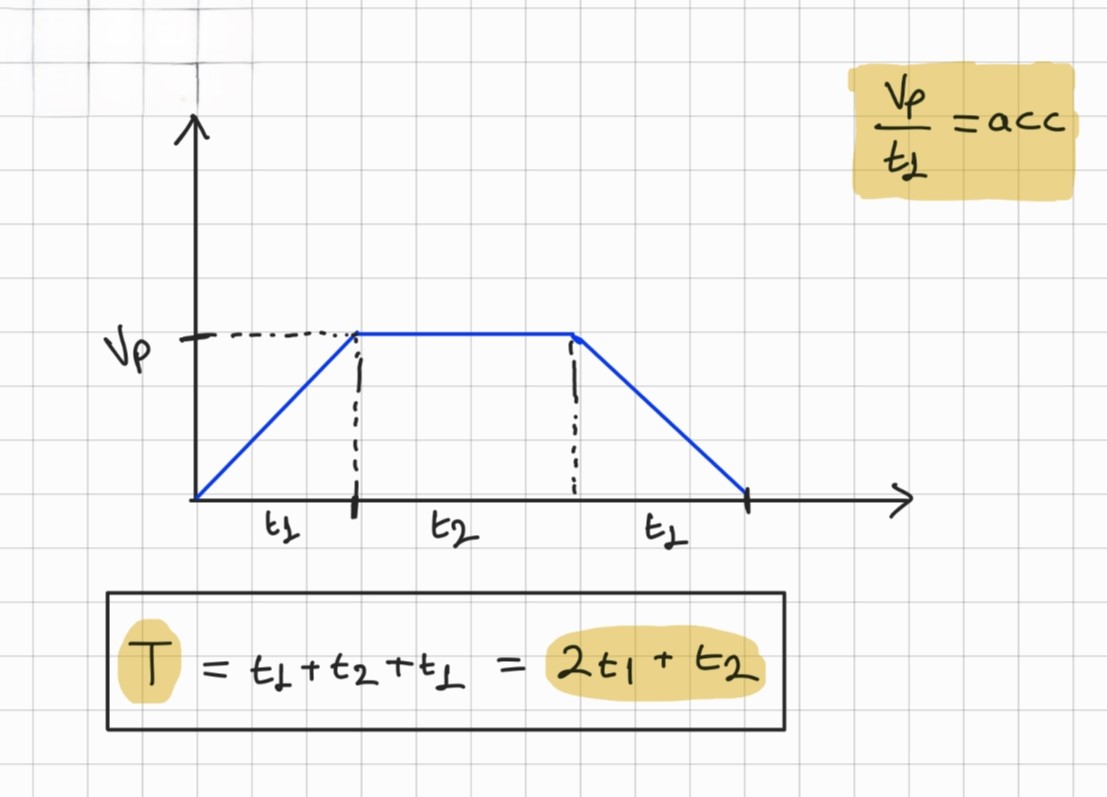 Vp
t1
= acc
Vp
t1
t2
t1
T = t1 + t2 + t1 = 2t1 + t2